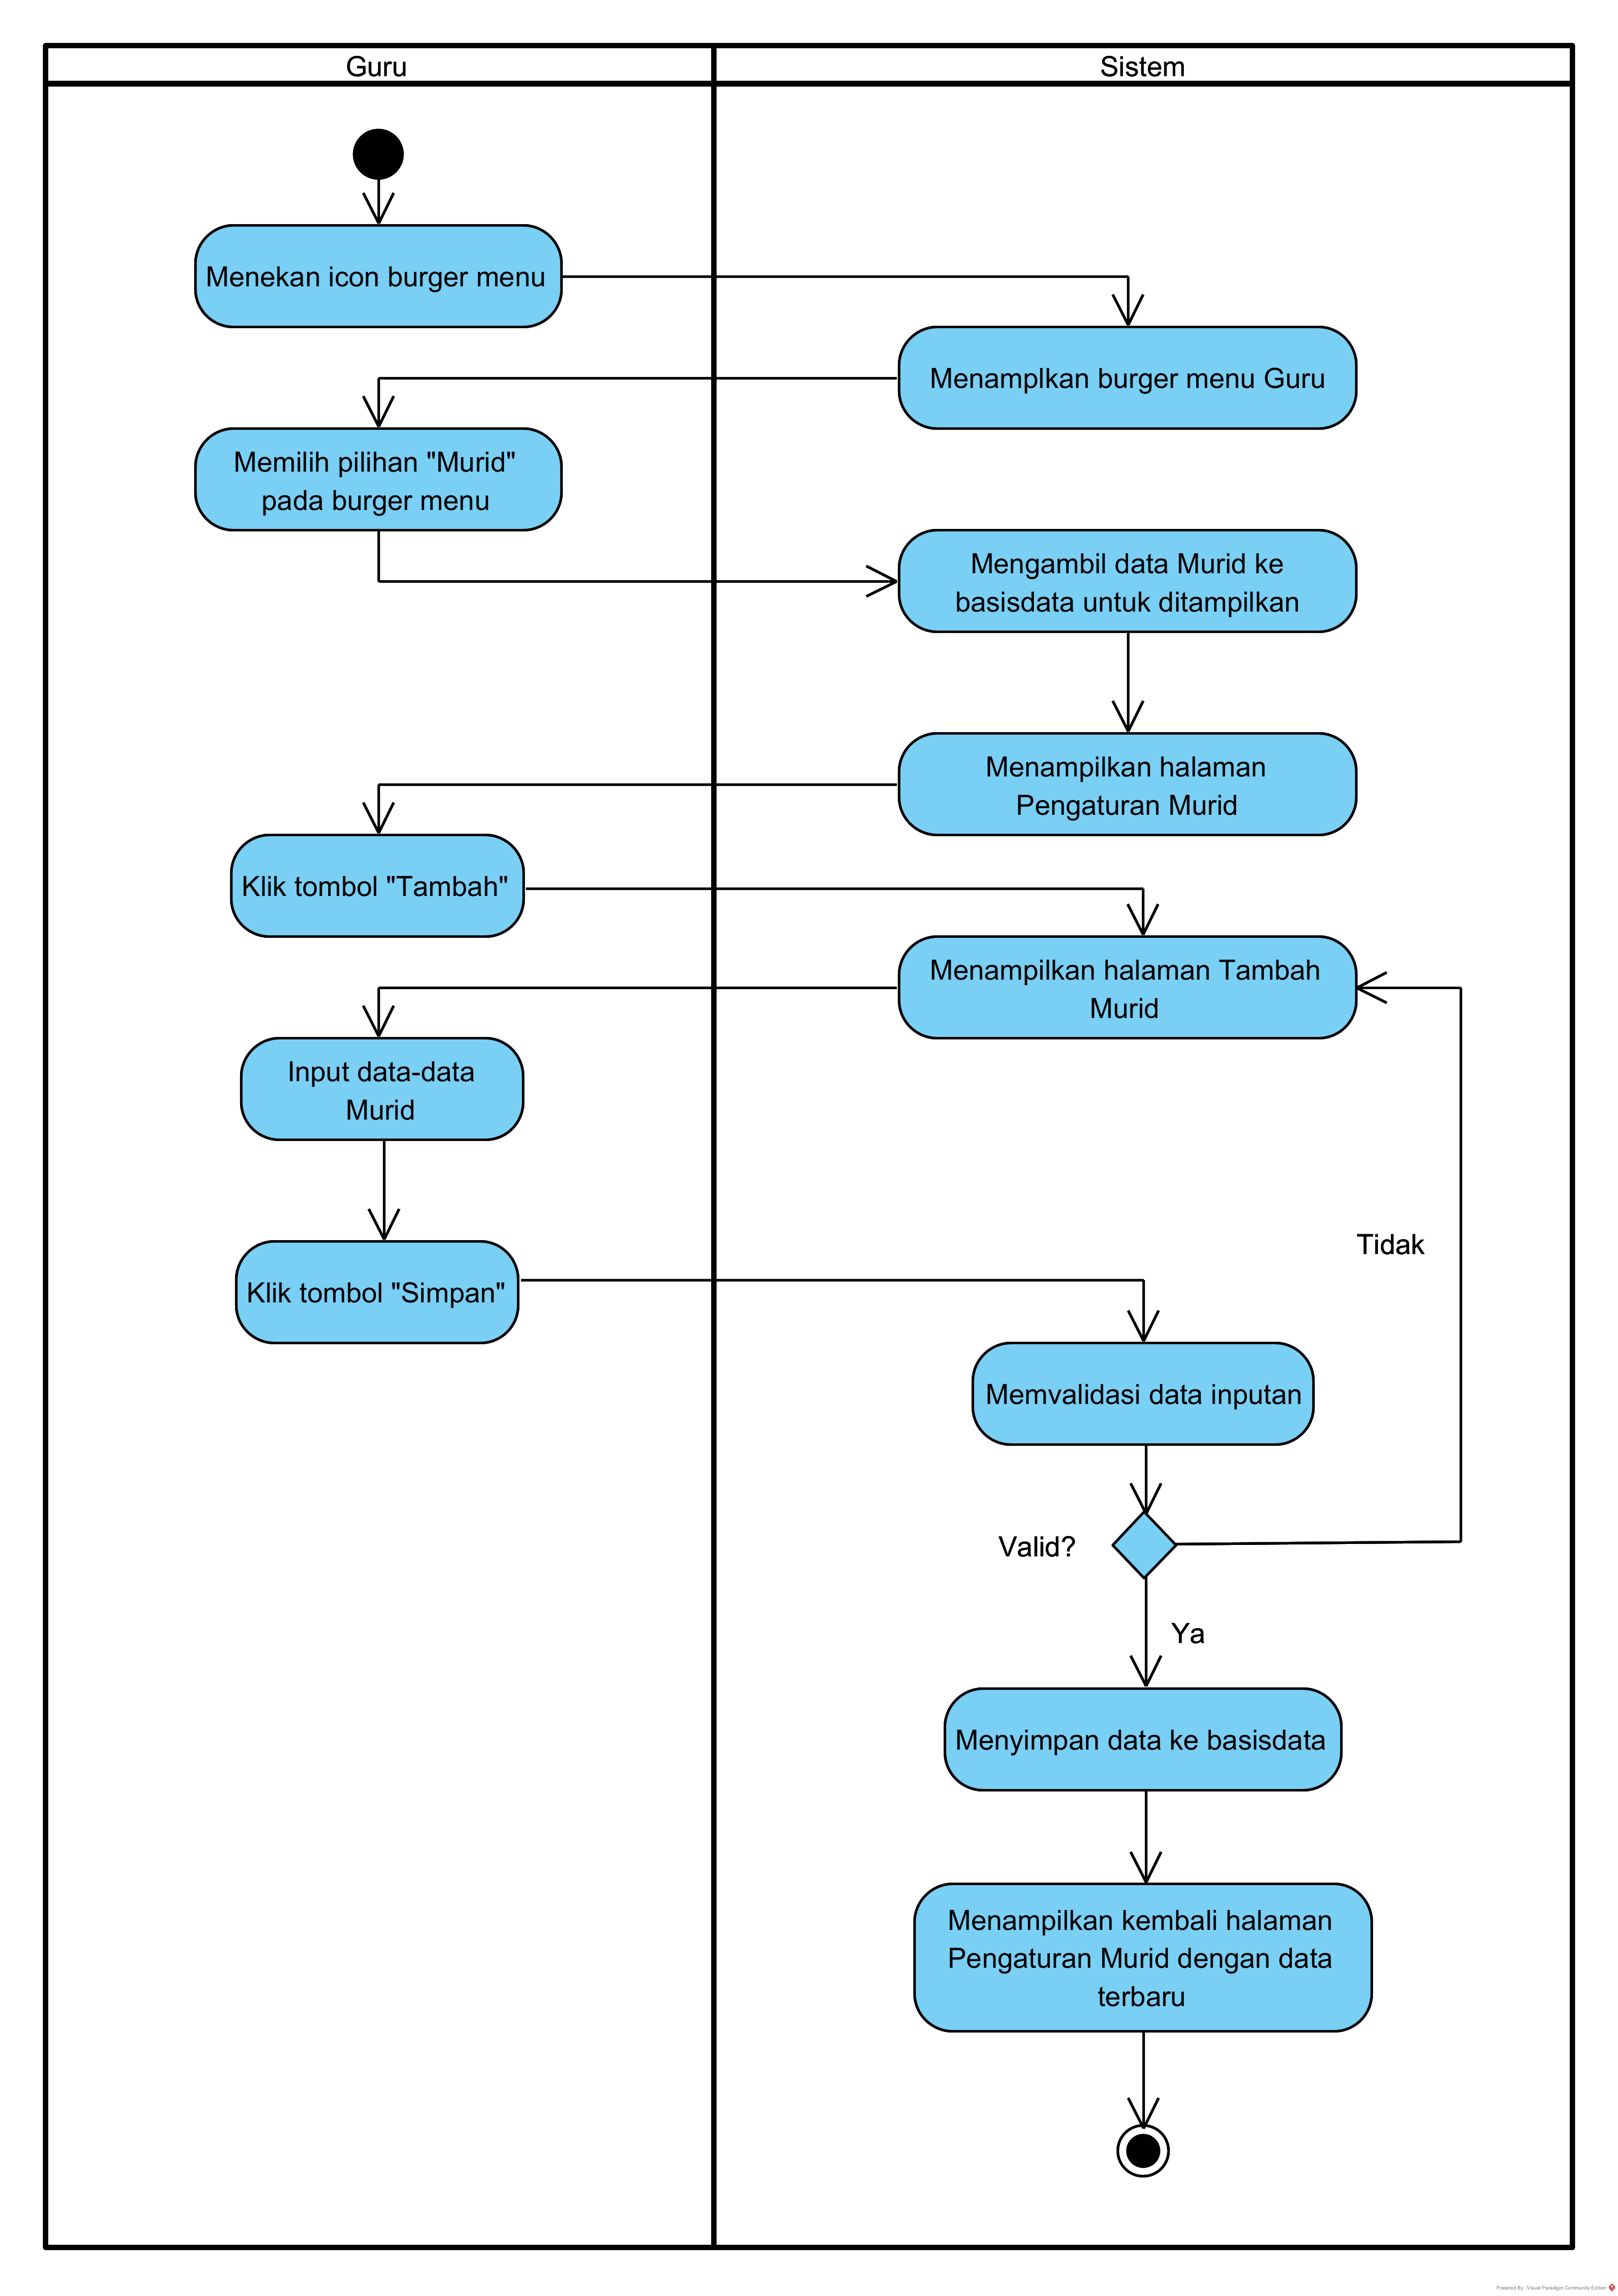 Guru
Sistem
Menekan icon burger menu
Menamplkan burger menu Guru
Memilih pilihan "Murid"
pada burger menu
Mengambil data Murid ke
basisdata untuk ditampilkan
Menampilkan halaman
Pengaturan Murid
Klik tombol "Tambah"
Menampilkan halaman Tambah
Murid
Input data-data
Murid
Tidak
Klik tombol "Simpan"
Memvalidasi data inputan
Valid?
Ya
Menyimpan data ke basisdata
Menampilkan kembali halaman
Pengaturan Murid dengan data
terbaru
Powered By: Visual Paradigm Community Edition